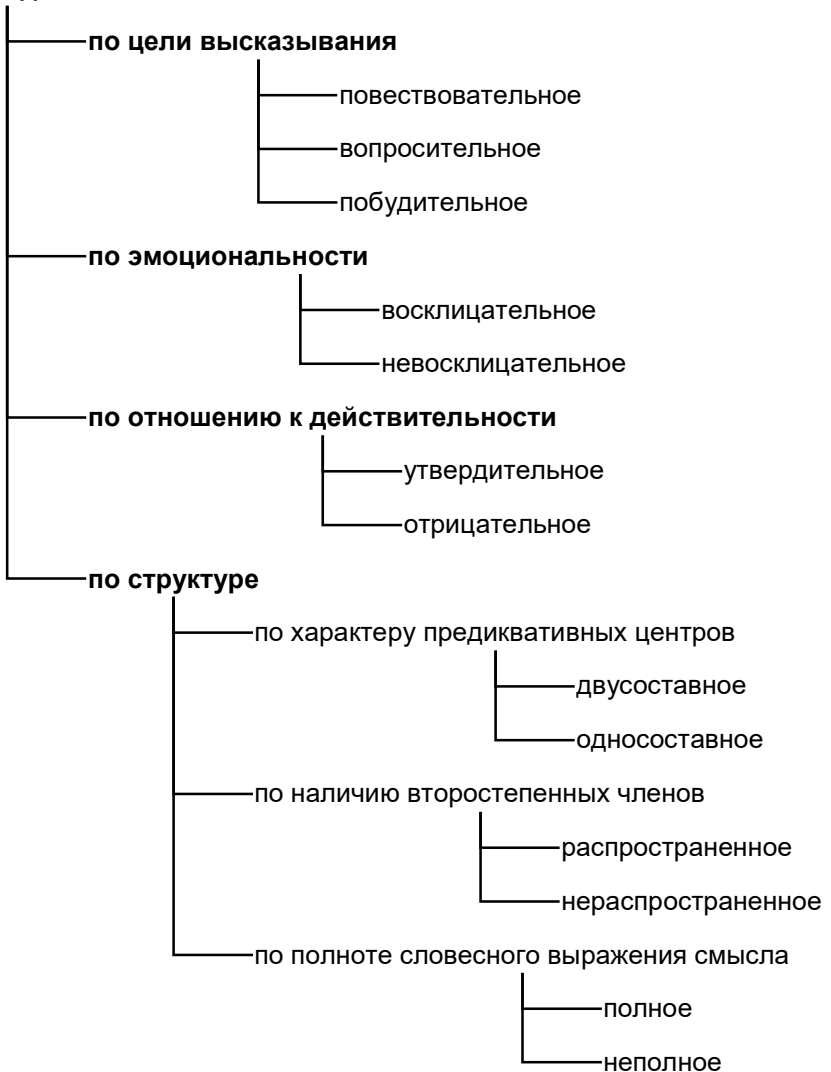 по цели высказывания
повествовательное
вопросительное
побудительное
по эмоциональности
восклицательное
невосклицательное
по отношению к действительности
утвердительное
отрицательное
по структуре
по характеру предиквативных центров
двусоставное
односоставное
по наличию второстепенных членов
распространенное
нераспространенное
по полноте словесного выражения смысла
полное
неполное